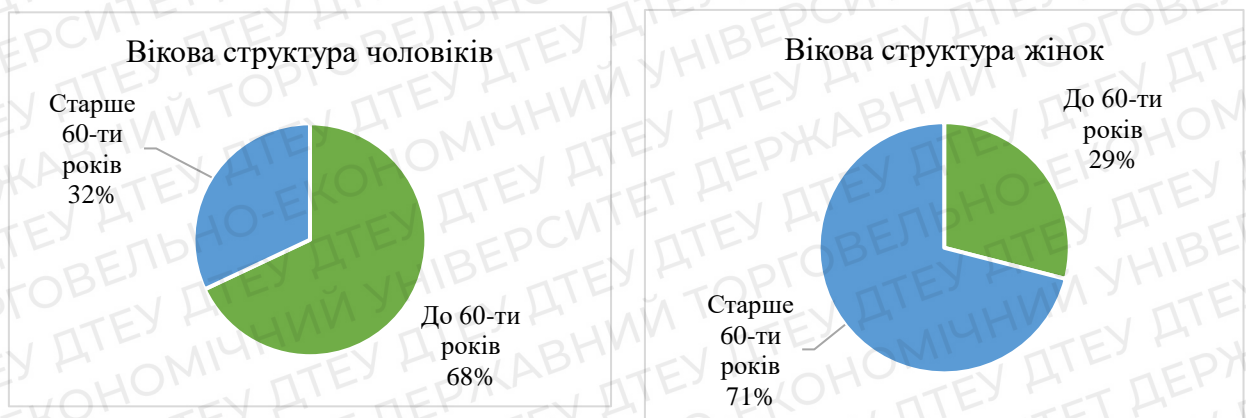 Вікова структура чоловіків
Старше
60-ти
років
32%
До 60-ти
років
68%
Вікова структура жінок
До 60-ти
років
29%
Старше
60-ти
років
71%